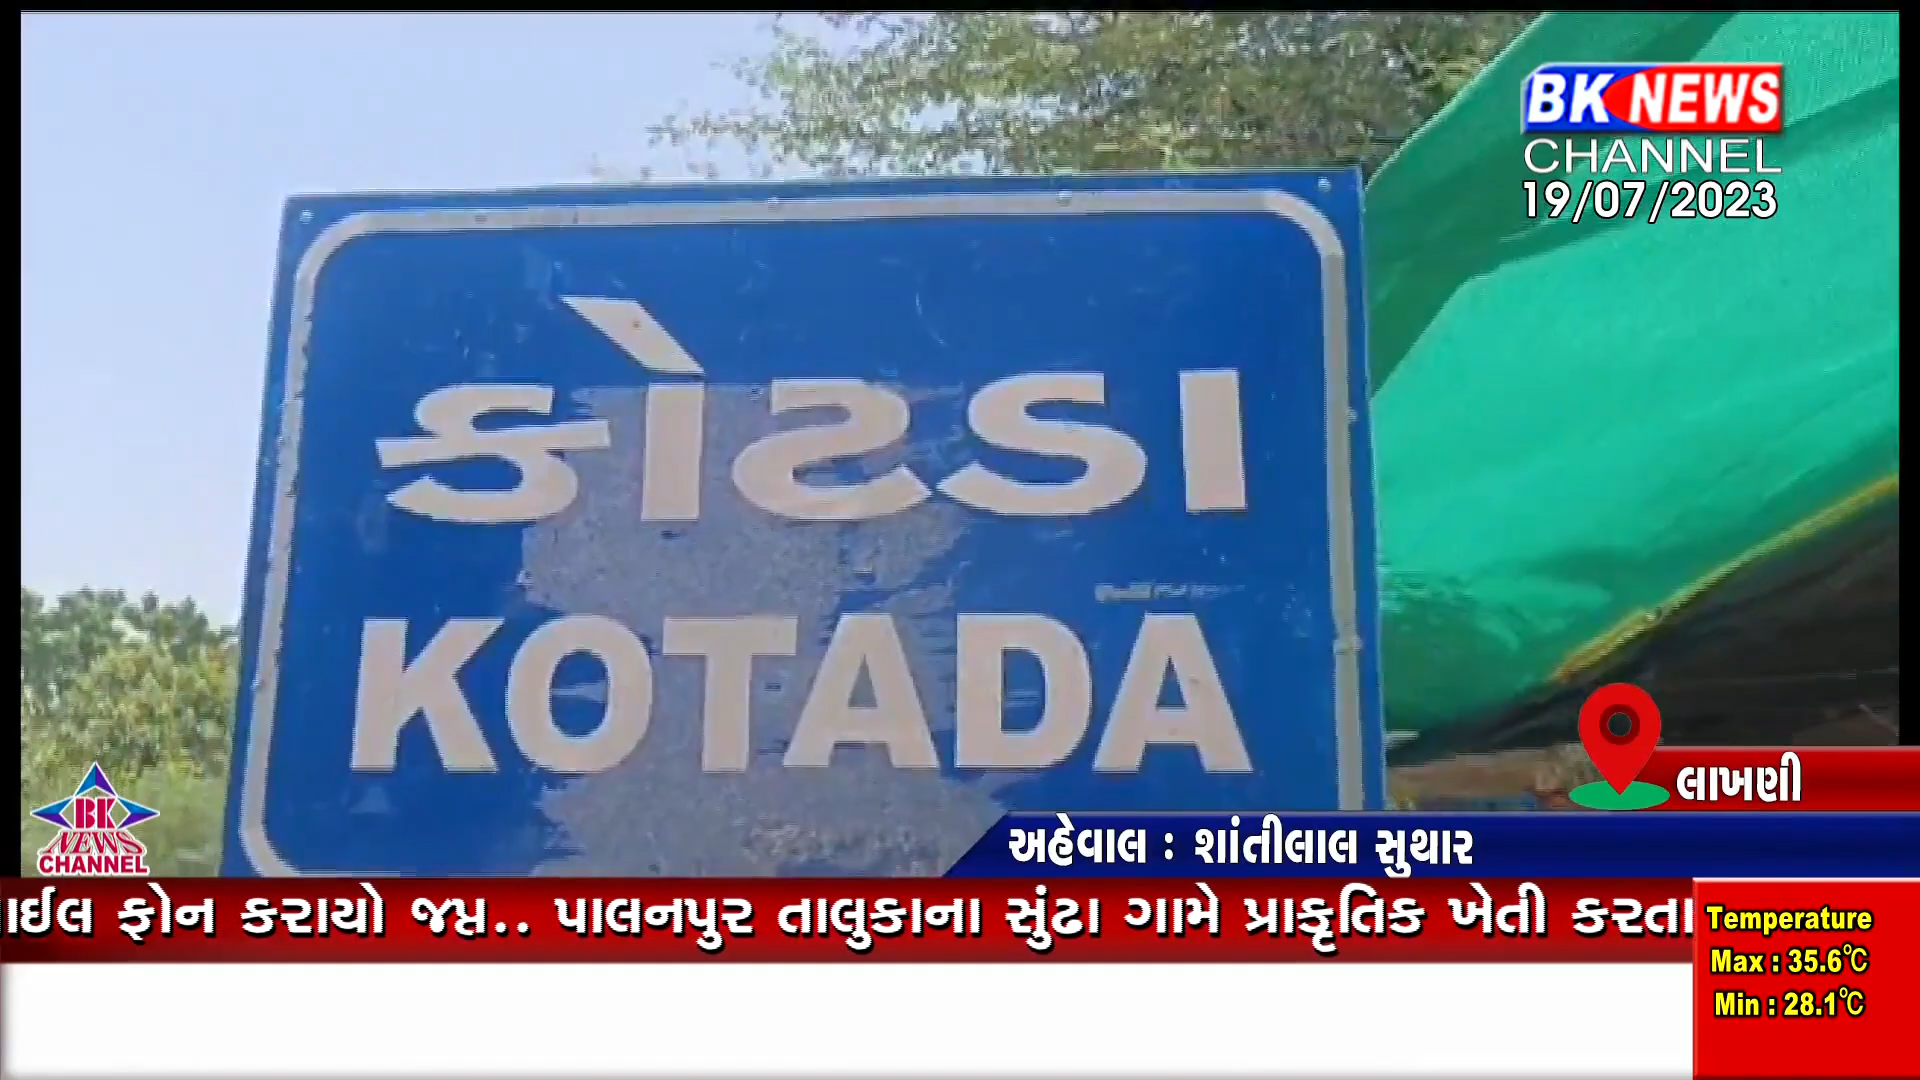 BK NEWS
CHANNEL
19/07/2023
કોટડા
KOTADA
લાખણી
અહેવાલ : શાંતીલાલ સુથાર
BK
NEWS
CHANNEL
ાઈલ ફોન કરાયો જપ્ત.. પાલનપુર તાલુકાના સુંઢા ગામે પ્રાકૃતિક ખેતી કરતા
Temperature
Max : 35.6℃
Min : 28.1℃